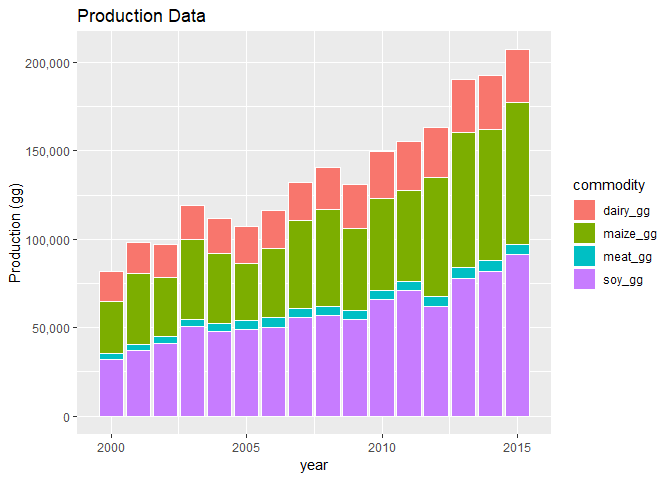 Production Data
Production (gg)
200,000
150,000
100,000
50,000
0
2000 2005 2010 2015
year
commodity
dairy_gg
maize_gg
meat_gg
soy_gg